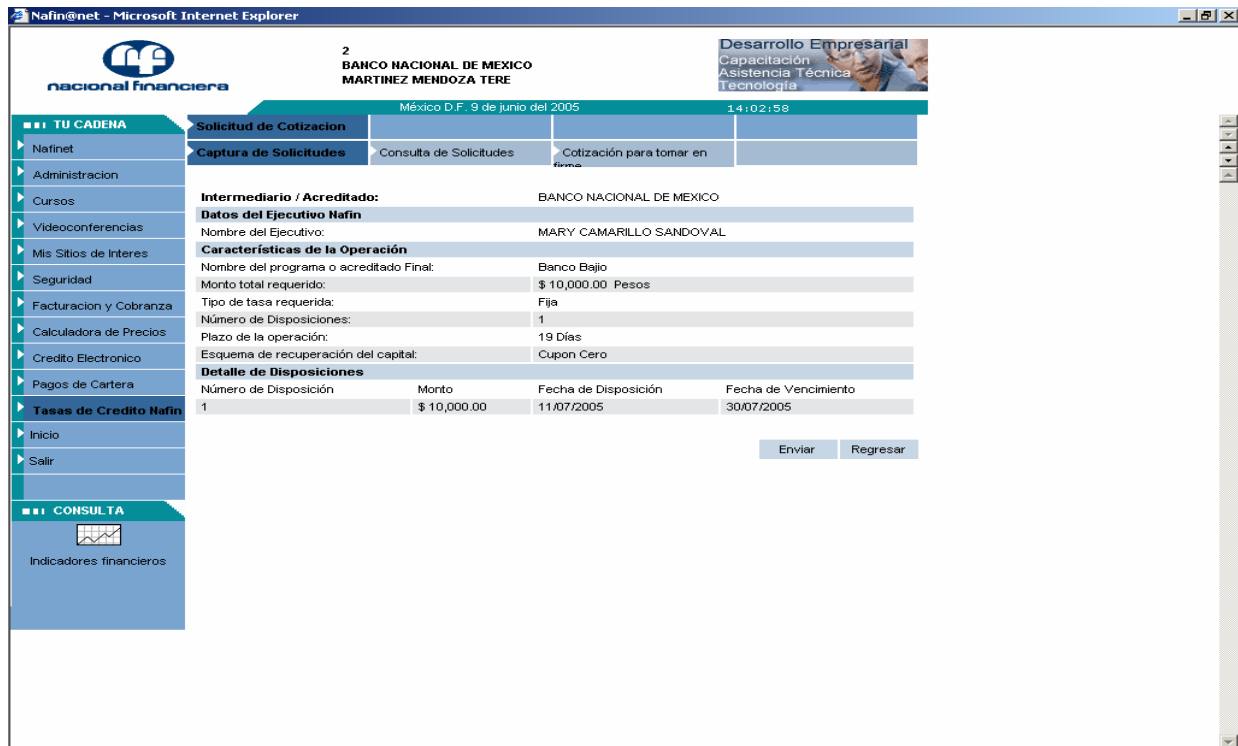 Nafin@net - Microsoft Internet Explorer
nacional financiera
2
BANCO NACIONAL DE MEXICO
MARTINEZ MENDOZA TERE
Desarrollo Empresarial
Capacitación
Asistencia Técnica
Tecnología
México D.F. 9 de junio del 2005
14:02:58
TU CADENA
Nafinet
Administracion
Cursos
Videoconferencias
Mis Sitios de Interes
Seguridad
Facturacion y Cobranza
Calculadora de Precios
Credito Electronico
Pagos de Cartera
Tasas de Credito Nafin
Inicio
Salir
CONSULTA
Indicadores financieros
Solicitud de Cotizacion
Captura de Solicitudes
Consulta de Solicitudes
Cotización para tomar en
firme
Intermediario / Acreditado: BANCO NACIONAL DE MEXICO
Datos del Ejecutivo Nafin
Nombre del Ejecutivo: MARY CAMARILLO SANDOVAL
Características de la Operación
Nombre del programa o acreditado Final: Banco Bajio
Monto total requerido: $ 10,000.00 Pesos
Tipo de tasa requerida: Fija
Número de Disposiciones: 1
Plazo de la operación: 19 Días
Esquema de recuperación del capital: Cupon Cero
Detalle de Disposiciones
Número de Disposición Monto Fecha de Disposición Fecha de Vencimiento
1 $ 10,000.00 11/07/2005 30/07/2005
Enviar Regresar